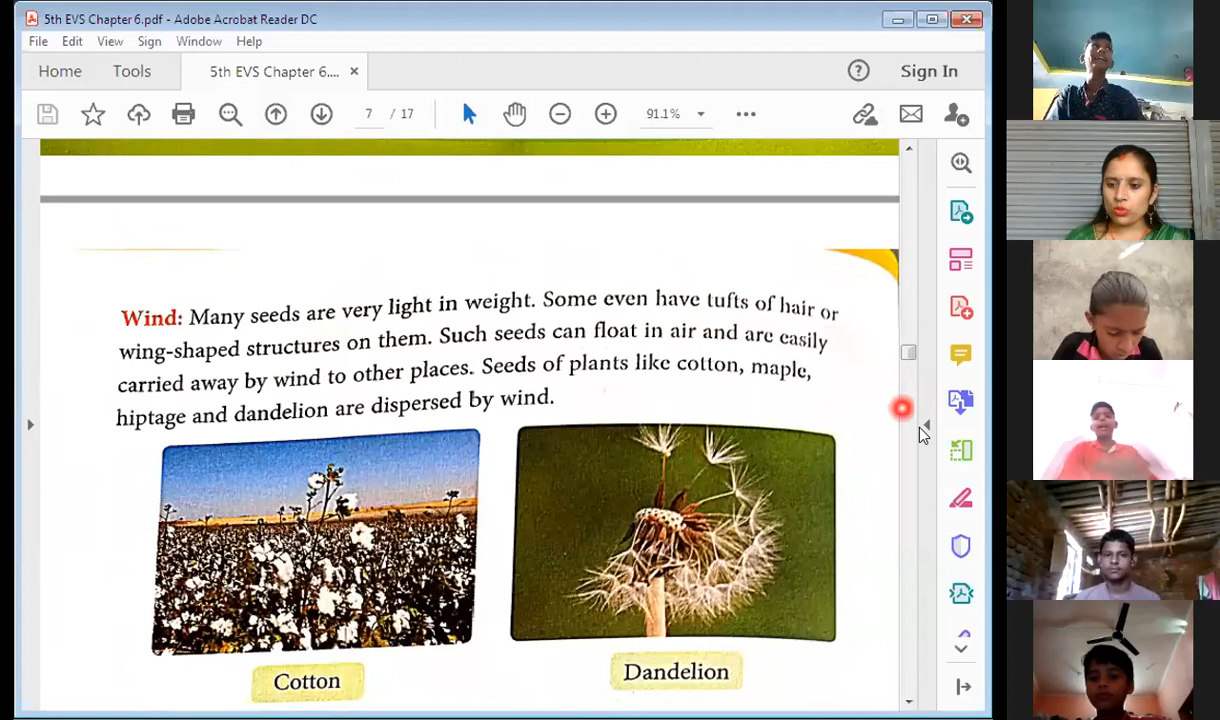 5th EVS Chapter 6.pdf - Adobe Acrobat Reader DC
File Edit View Sign Window Help
Home Tools 5th EVS Chapter 6.... × Sign In
7 / 17 91.1%
Wind: Many seeds are very light in weight. Some even have tufts of hair or
wing-shaped structures on them. Such seeds can float in air and are easily
carried away by wind to other places. Seeds of plants like cotton, maple,
hiptage and dandelion are dispersed by wind.
Cotton
Dandelion